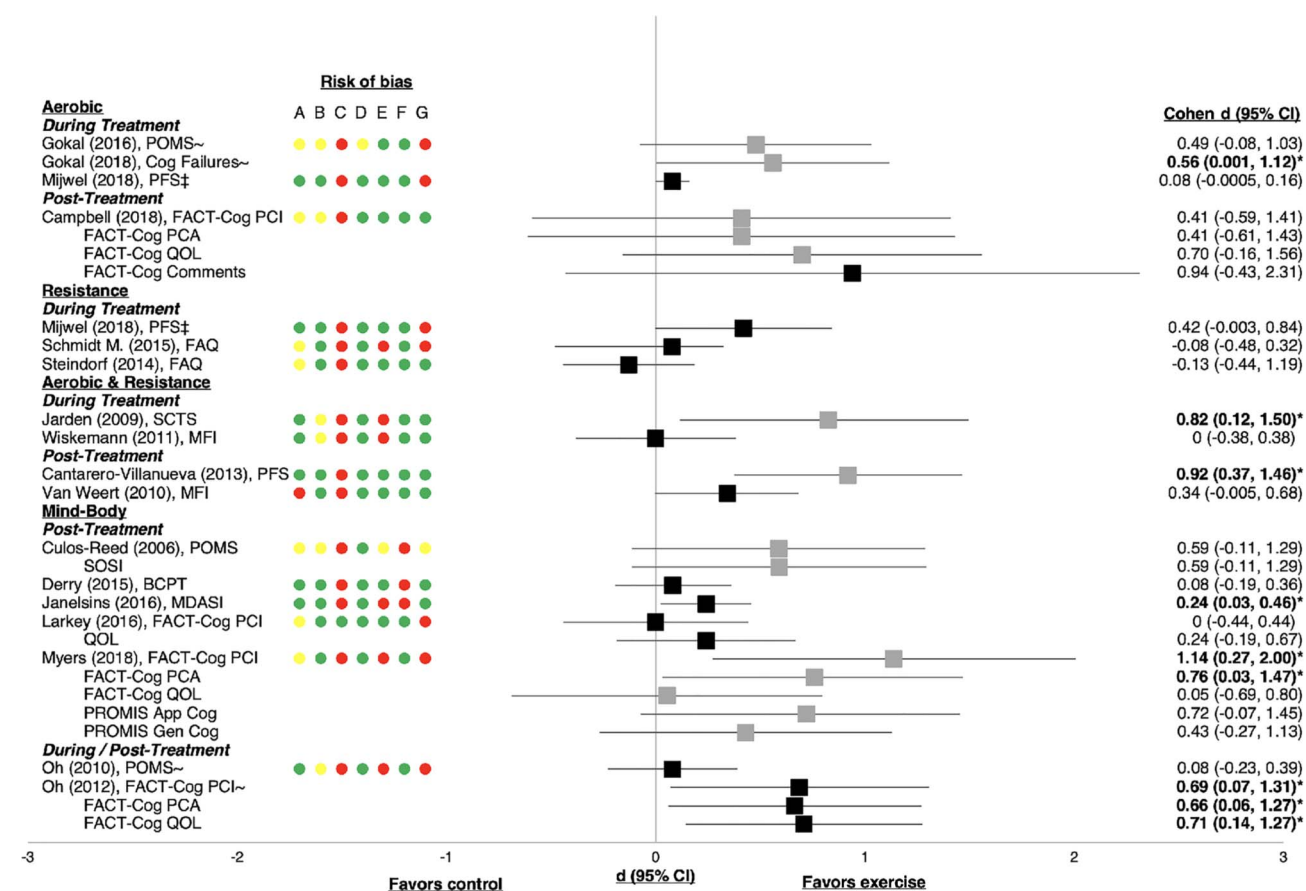 Risk of bias
Aerobic A B C D E F G Cohen d (95% CI)
During Treatment
Gokal (2016), POMS~ 0.49 (-0.08, 1.03)
Gokal (2018), Cog Failures~ 0.56 (0.001, 1.12)*
Mijwel (2018), PFS‡ 0.08 (-0.0005, 0.16)
Post-Treatment
Campbell (2018), FACT-Cog PCI 0.41 (-0.59, 1.41)
FACT-Cog PCA 0.41 (-0.61, 1.43)
FACT-Cog QOL 0.70 (-0.16, 1.56)
FACT-Cog Comments 0.94 (-0.43, 2.31)
Resistance
During Treatment
Mijwel (2018), PFS‡ 0.42 (-0.003, 0.84)
Schmidt M. (2015), FAQ -0.08 (-0.48, 0.32)
Steindorf (2014), FAQ -0.13 (-0.44, 1.19)
Aerobic & Resistance
During Treatment
Jarden (2009), SCTS 0.82 (0.12, 1.50)*
Wiskemann (2011), MFI 0 (-0.38, 0.38)
Post-Treatment
Cantarero-Villanueva (2013), PFS 0.92 (0.37, 1.46)*
Van Weert (2010), MFI 0.34 (-0.005, 0.68)
Mind-Body
Post-Treatment
Culos-Reed (2006), POMS 0.59 (-0.11, 1.29)
SOSI 0.59 (-0.11, 1.29)
Derry (2015), BCPT 0.08 (-0.19, 0.36)
Janelsins (2016), MDASI 0.24 (0.03, 0.46)*
Larkey (2016), FACT-Cog PCI 0 (-0.44, 0.44)
QOL 0.24 (-0.19, 0.67)
Myers (2018), FACT-Cog PCI 1.14 (0.27, 2.00)*
FACT-Cog PCA 0.76 (0.03, 1.47)*
FACT-Cog QOL 0.05 (-0.69, 0.80)
PROMIS App Cog 0.72 (-0.07, 1.45)
PROMIS Gen Cog 0.43 (-0.27, 1.13)
During / Post-Treatment
Oh (2010), POMS~ 0.08 (-0.23, 0.39)
Oh (2012), FACT-Cog PCI~ 0.69 (0.07, 1.31)*
FACT-Cog PCA 0.66 (0.06, 1.27)*
FACT-Cog QOL 0.71 (0.14, 1.27)*
-3 -2 -1 0 1 2 3
Favors control d (95% CI) Favors exercise